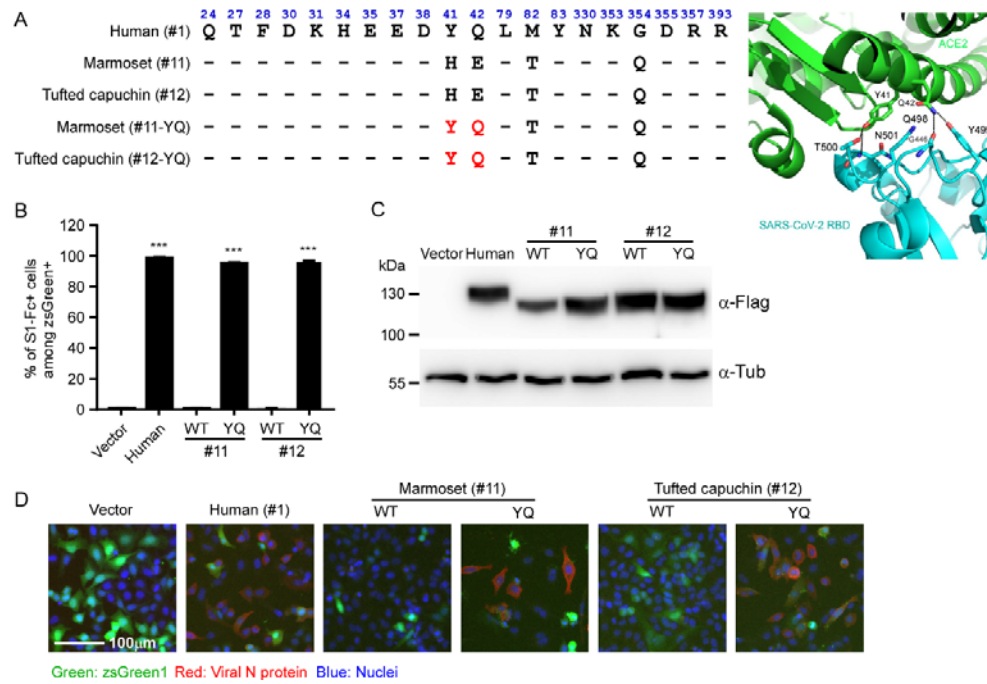 A
24 27 28 30 31 34 35 37 38 41 42 79 82 83 330 353 354 355 357 393
Human (#1) Q T F D K H E E D Y Q L M Y N K G D R R
Marmoset (#11) – – – – – – – – – H E – T – – – Q – – –
Tufted capuchin (#12) – – – – – – – – – H E – T – – – Q – – –
Marmoset (#11-YQ) – – – – – – – – – Y Q – T – – – Q – – –
Tufted capuchin (#12-YQ) – – – – – – – – – Y Q – T – – – Q – – –
ACE2
Y41
Q42
Q498
N501
G446
T500
SARS-CoV-2 RBD
B
% of S1-Fc+ cells
among zsGreen+
120
100
80
60
40
20
0
*** *** ***
Vector Human WT YQ WT YQ
#11 #12
C
#11 #12
kDa Vector Human WT YQ WT YQ
130
100
α-Flag
55
α-Tub
D
Vector Human (#1) Marmoset (#11) Tufted capuchin (#12)
WT YQ WT YQ
100μm
Green: zsGreen1 Red: Viral N protein Blue: Nuclei